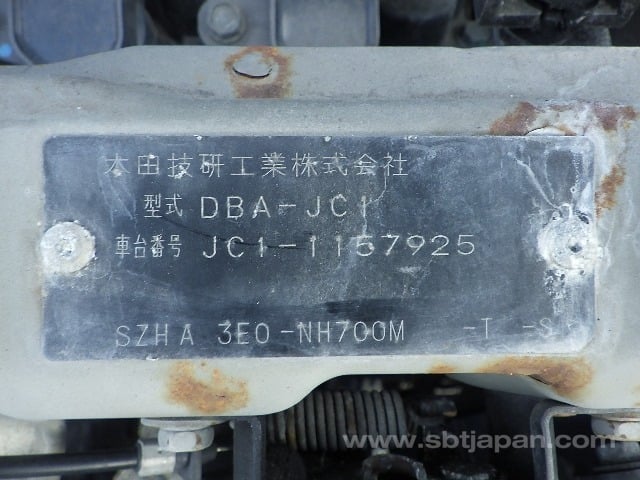 本田技研工業株式会社
型式 DBA-JC1
車台番号 JC1-1157925
SZHA 3E0-NH700M -T -S
www.sbtjapan.com